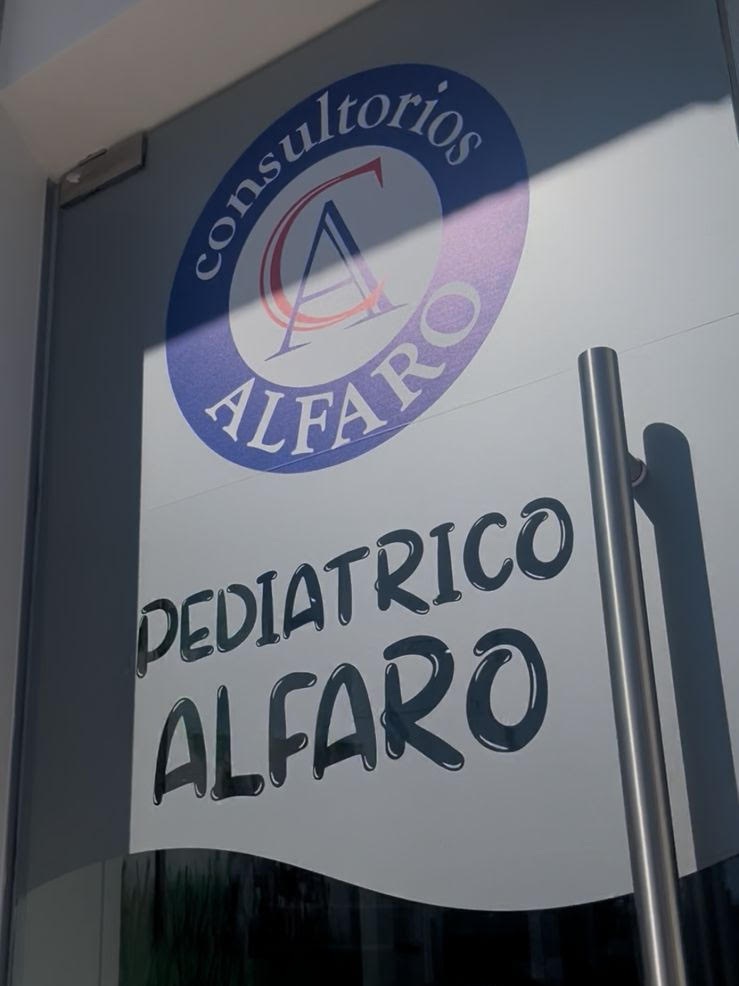 consultorios
CA
ALFARO
PEDIATRICO
ALFARO